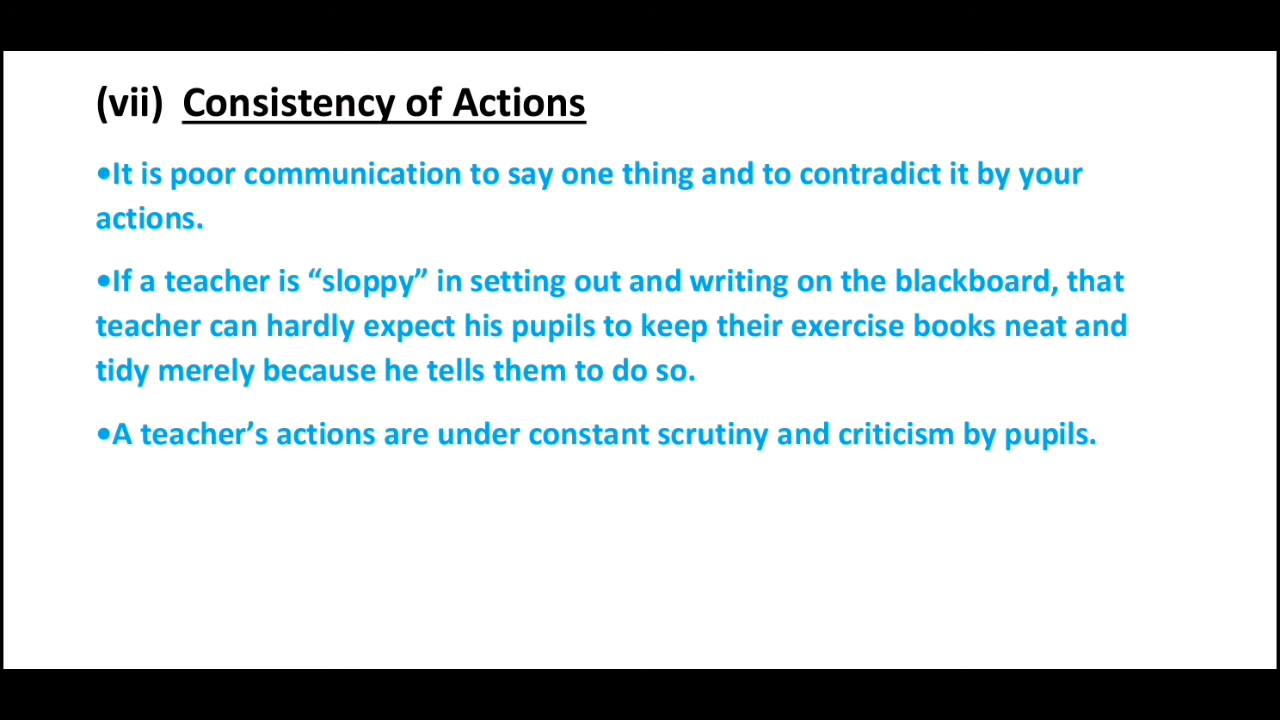 (vii) Consistency of Actions
•It is poor communication to say one thing and to contradict it by your
actions.
•If a teacher is “sloppy” in setting out and writing on the blackboard, that
teacher can hardly expect his pupils to keep their exercise books neat and
tidy merely because he tells them to do so.
•A teacher’s actions are under constant scrutiny and criticism by pupils.